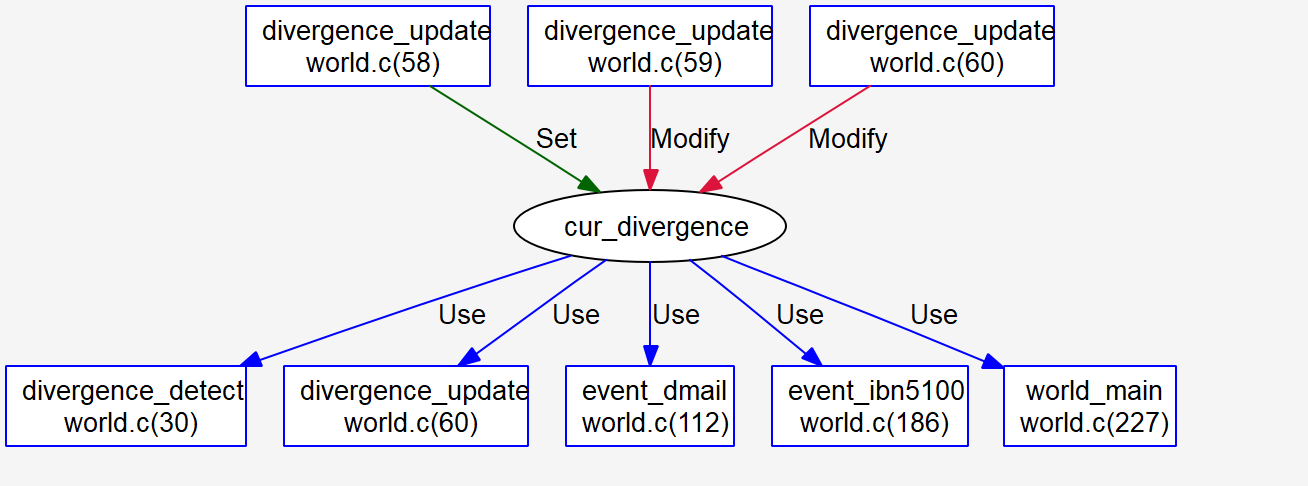 divergence_update
world.c(58)
divergence_update
world.c(59)
divergence_update
world.c(60)
Set
Modify
Modify
cur_divergence
Use
Use
Use
Use
Use
divergence_detect
world.c(30)
divergence_update
world.c(60)
event_dmail
world.c(112)
event_ibn5100
world.c(186)
world_main
world.c(227)